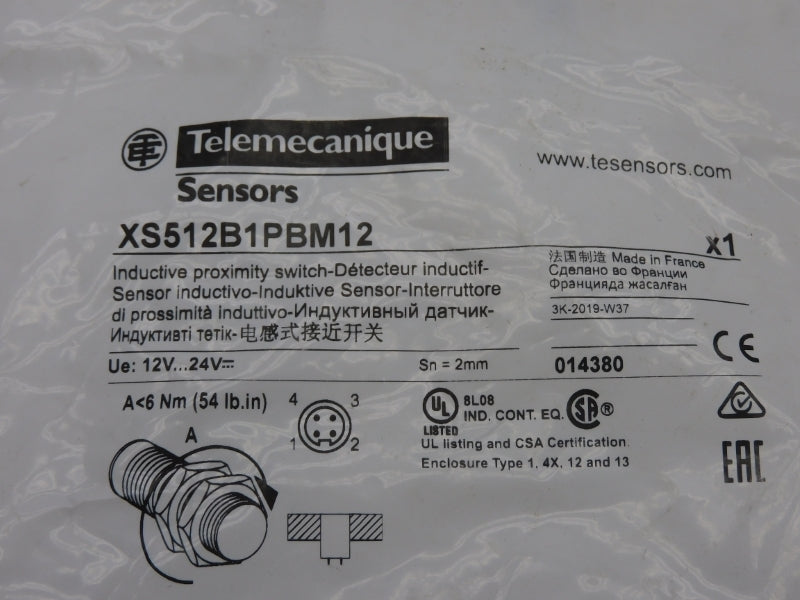 Telemecanique
Sensors
www.tesensors.com
XS512B1PBM12
x1
Inductive proximity switch-Détecteur inductif-
Sensor inductivo-Induktive Sensor-Interruttore
di prossimità induttivo-Индуктивный датчик-
Индуктивті тетік-电感式接近开关
法国制造 Made in France
Сделано во Франции
Францияда жасалған
3K-2019-W37
Ue: 12V...24V⎓
Sn = 2mm
014380
CE
A<6 Nm (54 lb.in)
4 3
1 2
A
UL
LISTED
8L08
IND. CONT. EQ.
SA®
UL listing and CSA Certification
Enclosure Type 1, 4X, 12 and 13
EAC